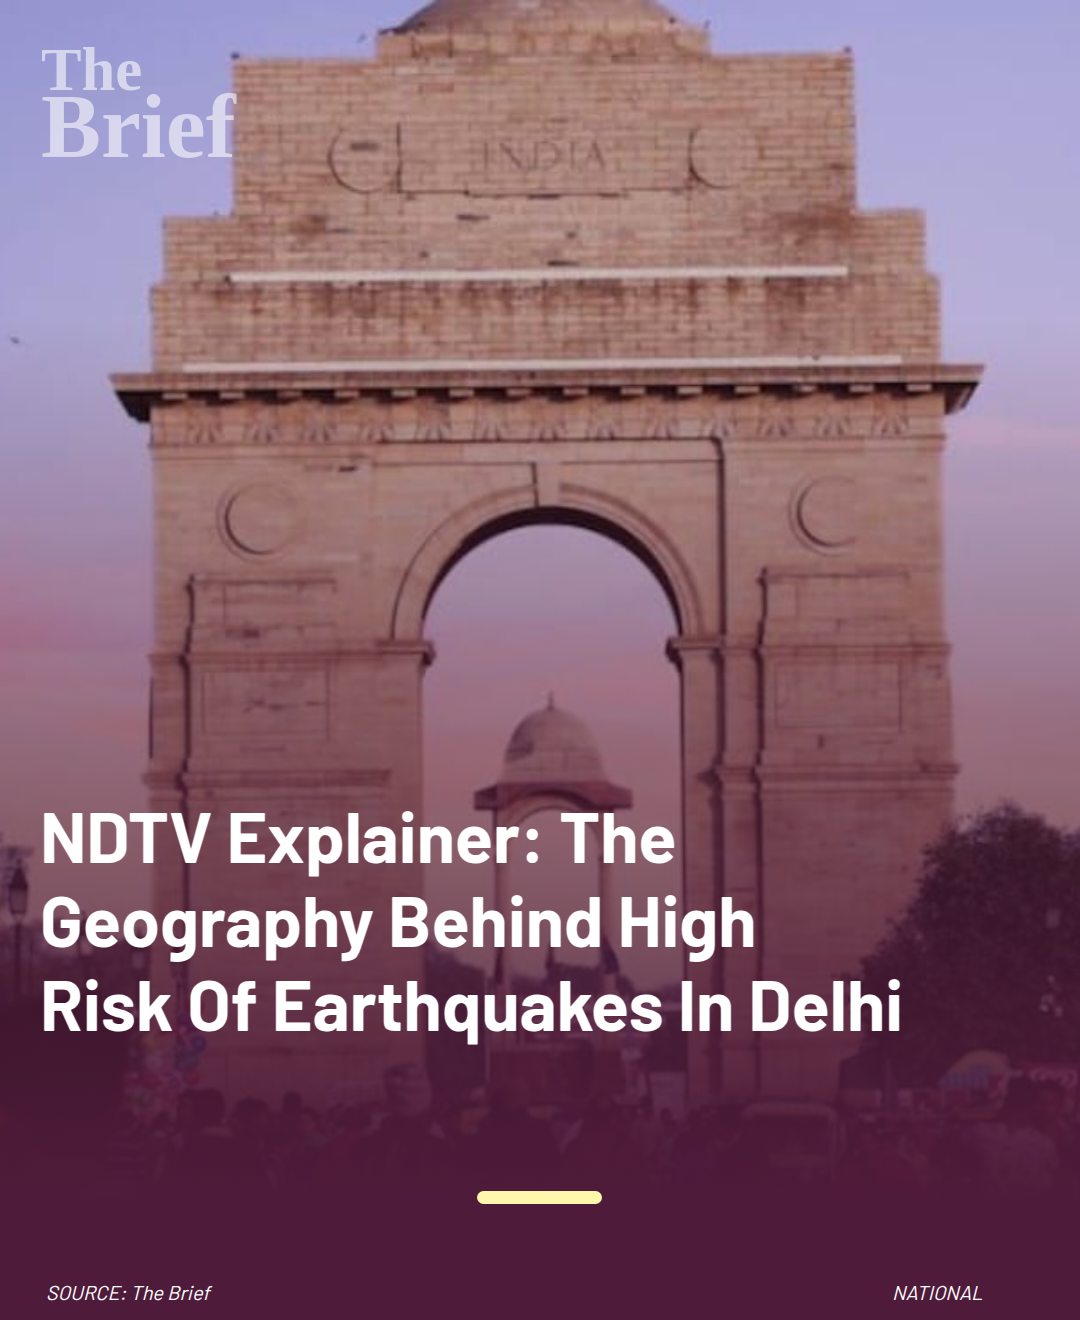 The
Brief
INDIA
NDTV Explainer: The
Geography Behind High
Risk Of Earthquakes In Delhi
SOURCE: The Brief
NATIONAL